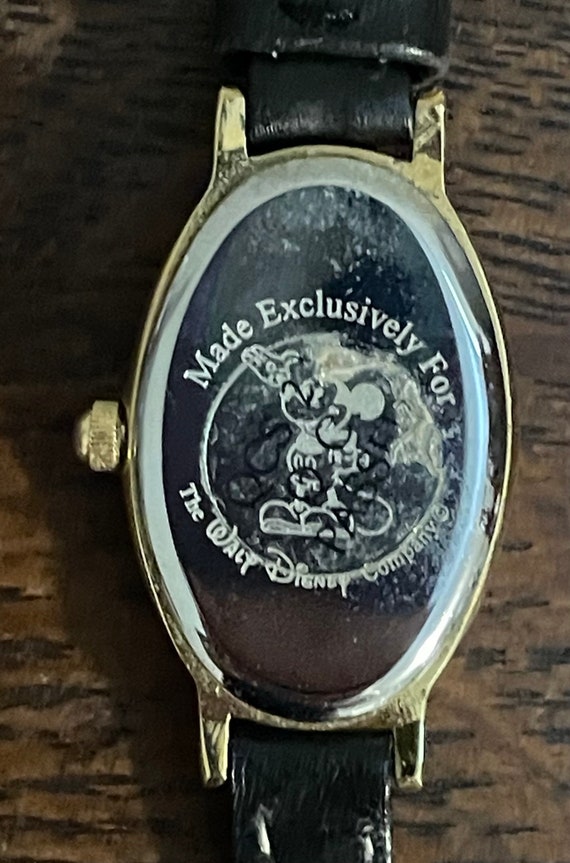 Made Exclusively For
The WALT DISNEY Company©